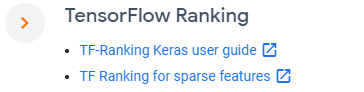 TensorFlow Ranking
TF-Ranking Keras user guide
TF Ranking for sparse features